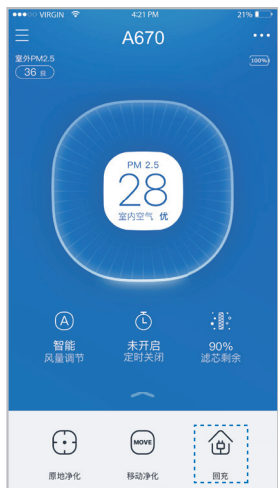 VIRGIN 4:21 PM 21%
A670
室外PM2.5
100%
36 自
PM 2.5
28
室内空气 优
A
智能 未开启 90%
风量调节 定时关闭 滤芯剩余
MOVE
原地净化 移动净化 回充